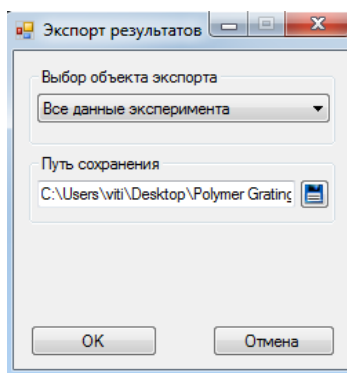 Экспорт результатов
Выбор объекта экспорта
Все данные эксперимента
Путь сохранения
C:\Users\viti\Desktop\Polymer Grating
OK
Отмена